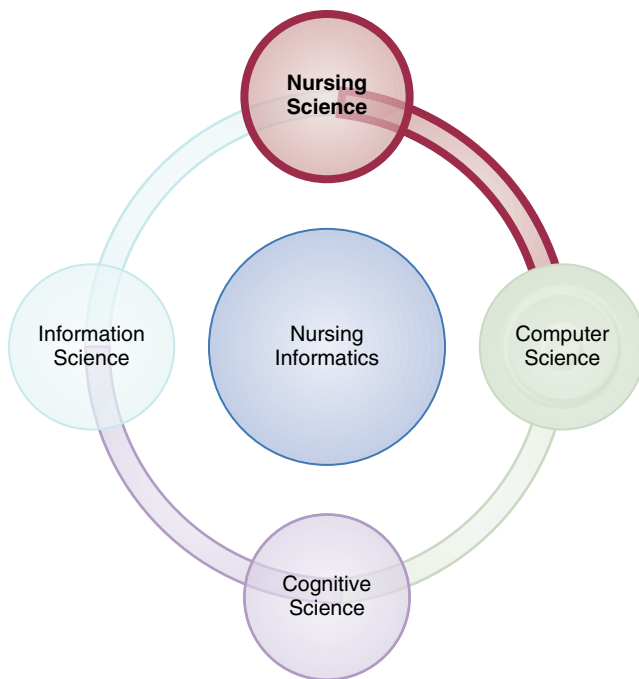 Nursing
Science
Information
Science
Nursing
Informatics
Computer
Science
Cognitive
Science